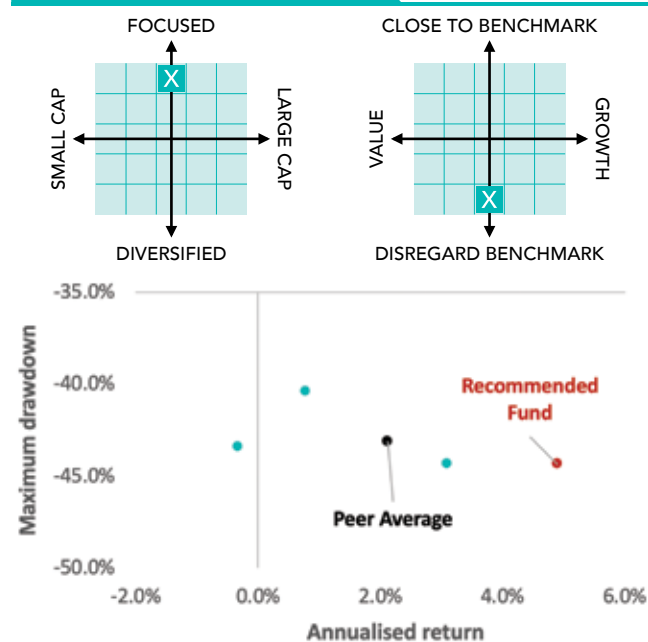 FOCUSED
X
SMALL CAP
LARGE CAP
DIVERSIFIED
CLOSE TO BENCHMARK
VALUE
GROWTH
X
DISREGARD BENCHMARK
-35.0%
-40.0%
-45.0%
-50.0%
Maximum drawdown
Recommended
Fund
Peer Average
-2.0%
0.0%
2.0%
4.0%
6.0%
Annualised return